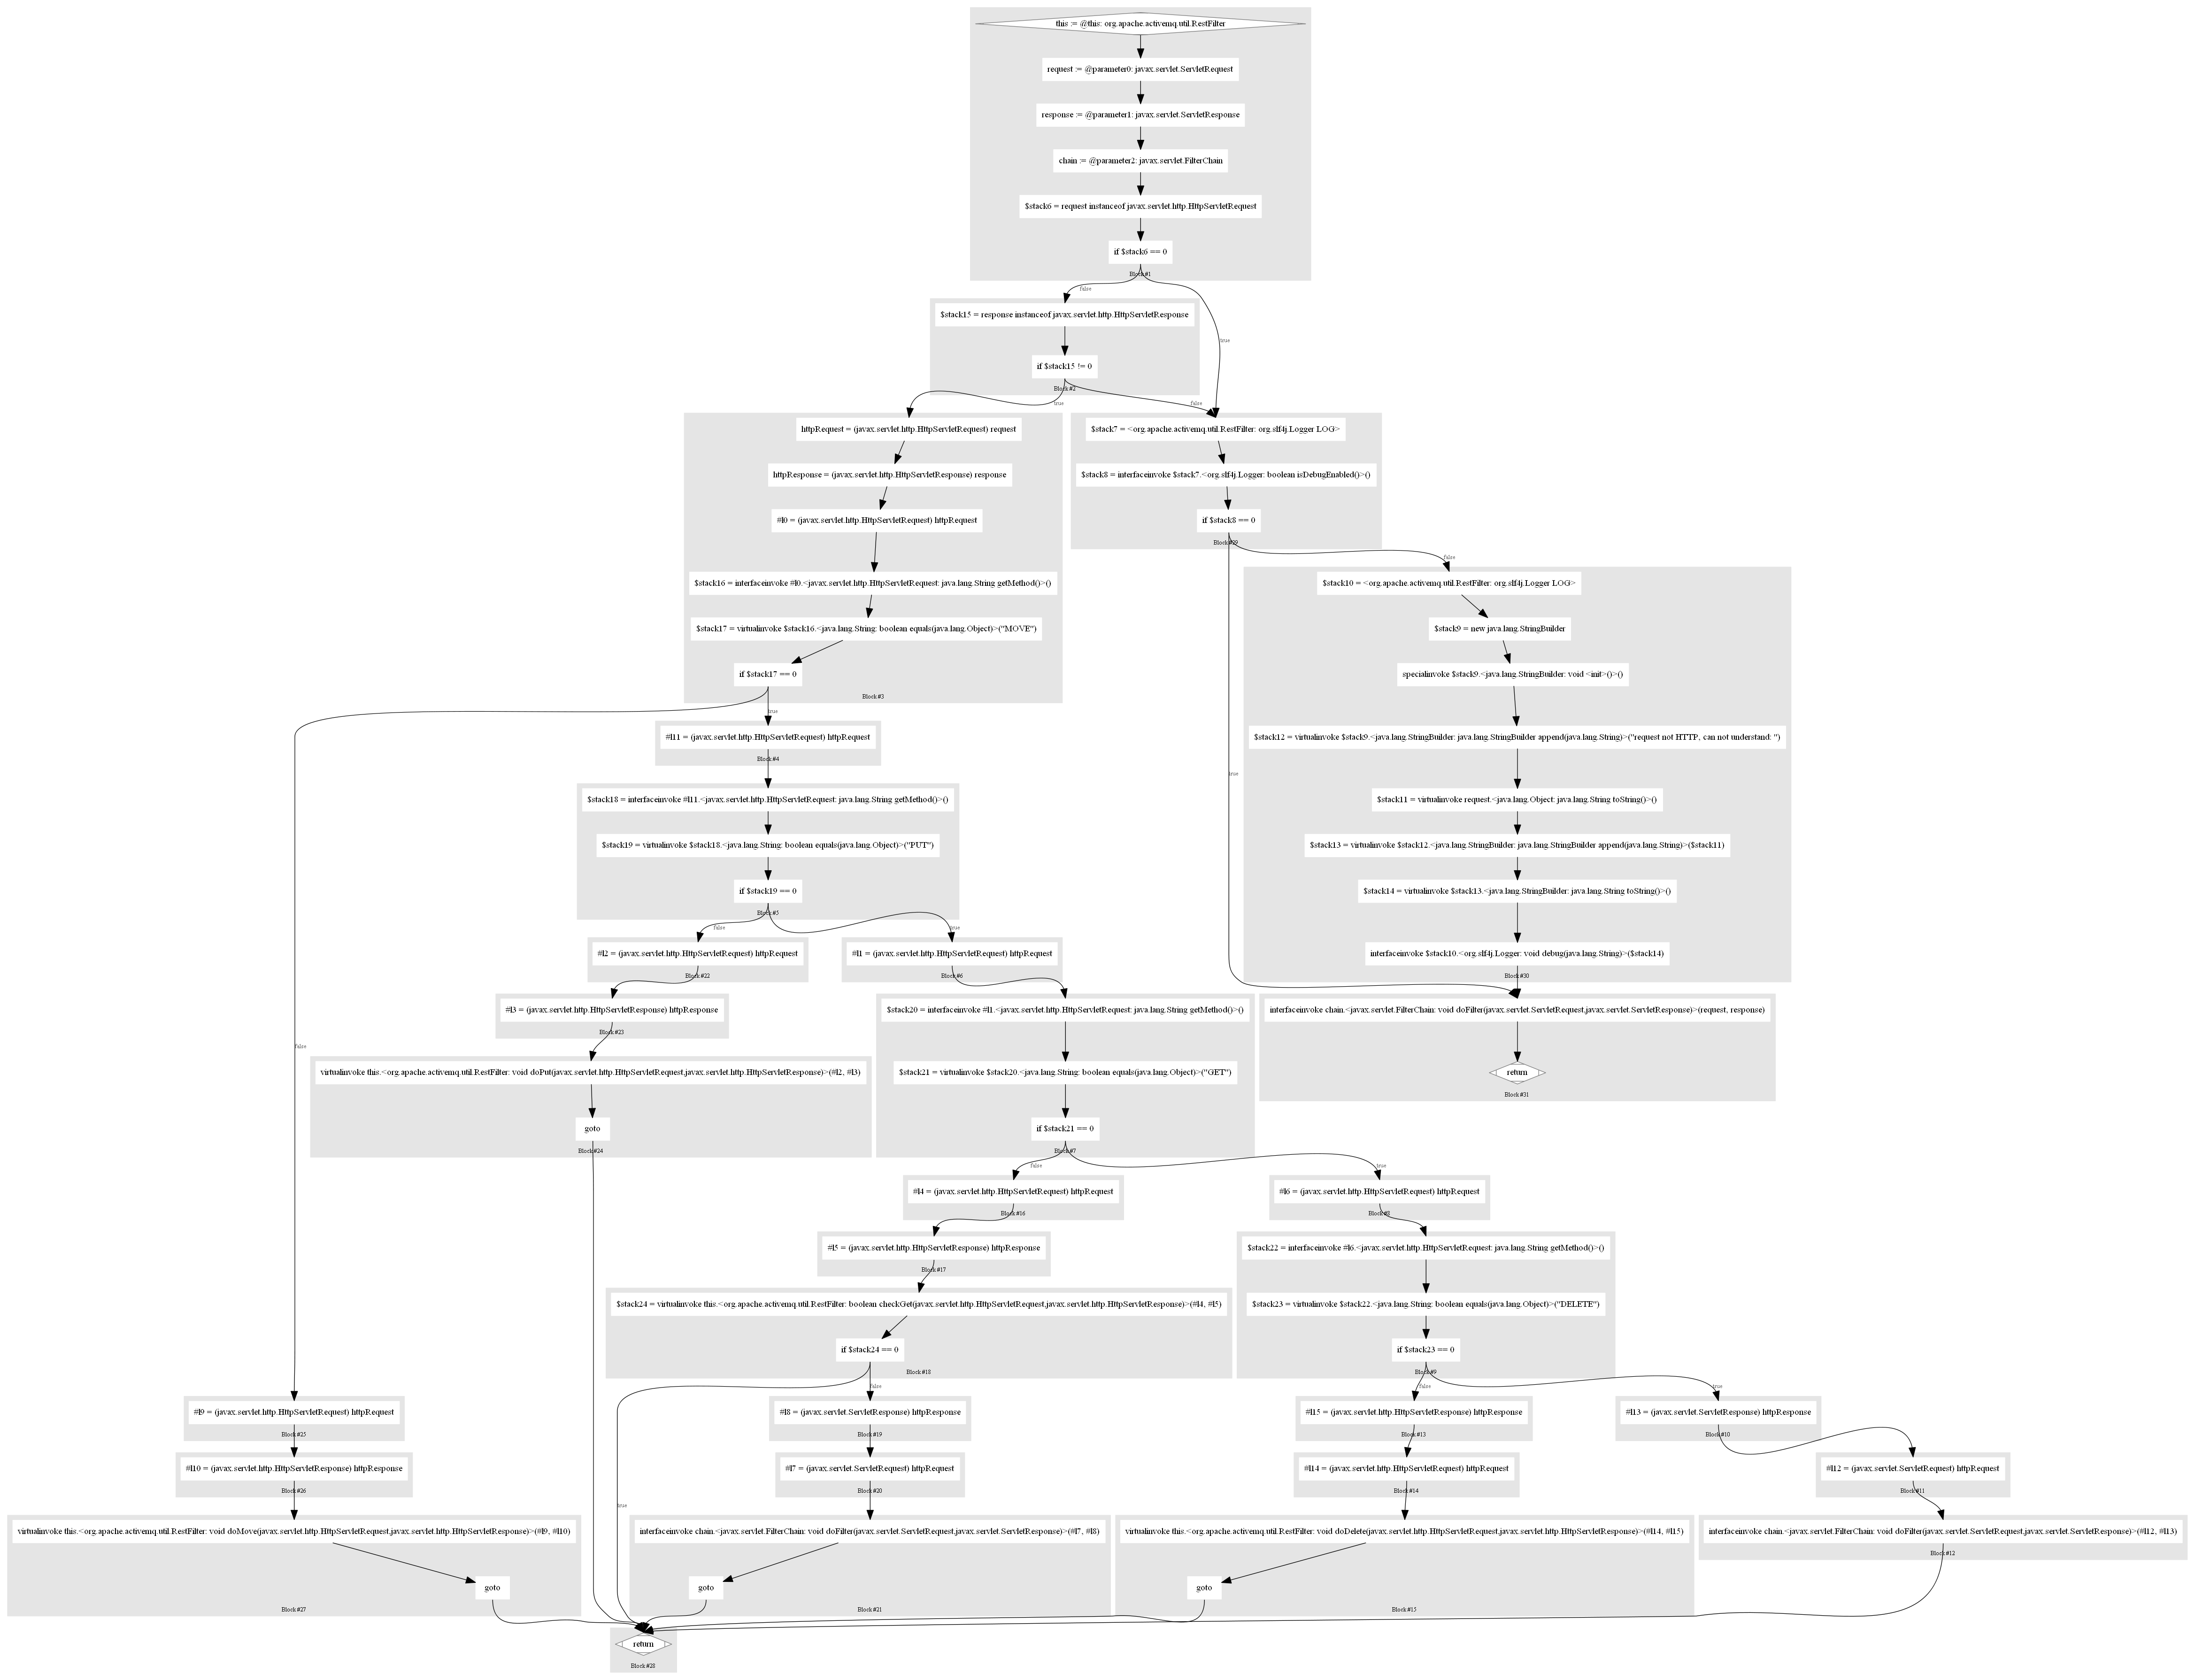 this := @this: org.apache.activemq.util.RestFilter
request := @parameter0: javax.servlet.ServletRequest
response := @parameter1: javax.servlet.ServletResponse
chain := @parameter2: javax.servlet.FilterChain
$stack6 = request instanceof javax.servlet.http.HttpServletRequest
if $stack6 == 0
Block #1
false
true
$stack15 = response instanceof javax.servlet.http.HttpServletResponse
if $stack15 != 0
Block #2
true
false
httpRequest = (javax.servlet.http.HttpServletRequest) request
httpResponse = (javax.servlet.http.HttpServletResponse) response
#l0 = (javax.servlet.http.HttpServletRequest) httpRequest
$stack16 = interfaceinvoke #l0.<javax.servlet.http.HttpServletRequest: java.lang.String getMethod()>()
$stack17 = virtualinvoke $stack16.<java.lang.String: boolean equals(java.lang.Object)>("MOVE")
if $stack17 == 0
Block #3
$stack7 = <org.apache.activemq.util.RestFilter: org.slf4j.Logger LOG>
$stack8 = interfaceinvoke $stack7.<org.slf4j.Logger: boolean isDebugEnabled()>()
if $stack8 == 0
Block #29
false
true
$stack10 = <org.apache.activemq.util.RestFilter: org.slf4j.Logger LOG>
$stack9 = new java.lang.StringBuilder
specialinvoke $stack9.<java.lang.StringBuilder: void <init>()>()
$stack12 = virtualinvoke $stack9.<java.lang.StringBuilder: java.lang.StringBuilder append(java.lang.String)>("request not HTTP, can not understand: ")
$stack11 = virtualinvoke request.<java.lang.Object: java.lang.String toString()>()
$stack13 = virtualinvoke $stack12.<java.lang.StringBuilder: java.lang.StringBuilder append(java.lang.String)>($stack11)
$stack14 = virtualinvoke $stack13.<java.lang.StringBuilder: java.lang.String toString()>()
interfaceinvoke $stack10.<org.slf4j.Logger: void debug(java.lang.String)>($stack14)
Block #30
interfaceinvoke chain.<javax.servlet.FilterChain: void doFilter(javax.servlet.ServletRequest,javax.servlet.ServletResponse)>(request, response)
return
Block #31
true
false
#l11 = (javax.servlet.http.HttpServletRequest) httpRequest
Block #4
$stack18 = interfaceinvoke #l11.<javax.servlet.http.HttpServletRequest: java.lang.String getMethod()>()
$stack19 = virtualinvoke $stack18.<java.lang.String: boolean equals(java.lang.Object)>("PUT")
if $stack19 == 0
Block #5
false
true
#l2 = (javax.servlet.http.HttpServletRequest) httpRequest
Block #22
#l1 = (javax.servlet.http.HttpServletRequest) httpRequest
Block #6
#l3 = (javax.servlet.http.HttpServletResponse) httpResponse
Block #23
$stack20 = interfaceinvoke #l1.<javax.servlet.http.HttpServletRequest: java.lang.String getMethod()>()
$stack21 = virtualinvoke $stack20.<java.lang.String: boolean equals(java.lang.Object)>("GET")
if $stack21 == 0
Block #7
virtualinvoke this.<org.apache.activemq.util.RestFilter: void doPut(javax.servlet.http.HttpServletRequest,javax.servlet.http.HttpServletResponse)>(#l2, #l3)
goto
Block #24
false
true
#l4 = (javax.servlet.http.HttpServletRequest) httpRequest
Block #16
#l6 = (javax.servlet.http.HttpServletRequest) httpRequest
Block #8
#l5 = (javax.servlet.http.HttpServletResponse) httpResponse
Block #17
$stack22 = interfaceinvoke #l6.<javax.servlet.http.HttpServletRequest: java.lang.String getMethod()>()
$stack23 = virtualinvoke $stack22.<java.lang.String: boolean equals(java.lang.Object)>("DELETE")
if $stack23 == 0
Block #9
$stack24 = virtualinvoke this.<org.apache.activemq.util.RestFilter: boolean checkGet(javax.servlet.http.HttpServletRequest,javax.servlet.http.HttpServletResponse)>(#l4, #l5)
if $stack24 == 0
Block #18
false
true
false
true
#l9 = (javax.servlet.http.HttpServletRequest) httpRequest
Block #25
#l8 = (javax.servlet.ServletResponse) httpResponse
Block #19
#l15 = (javax.servlet.http.HttpServletResponse) httpResponse
Block #13
#l13 = (javax.servlet.ServletResponse) httpResponse
Block #10
#l10 = (javax.servlet.http.HttpServletResponse) httpResponse
Block #26
#l7 = (javax.servlet.ServletRequest) httpRequest
Block #20
#l14 = (javax.servlet.http.HttpServletRequest) httpRequest
Block #14
#l12 = (javax.servlet.ServletRequest) httpRequest
Block #11
virtualinvoke this.<org.apache.activemq.util.RestFilter: void doMove(javax.servlet.http.HttpServletRequest,javax.servlet.http.HttpServletResponse)>(#l9, #l10)
goto
Block #27
interfaceinvoke chain.<javax.servlet.FilterChain: void doFilter(javax.servlet.ServletRequest,javax.servlet.ServletResponse)>(#l7, #l8)
goto
Block #21
virtualinvoke this.<org.apache.activemq.util.RestFilter: void doDelete(javax.servlet.http.HttpServletRequest,javax.servlet.http.HttpServletResponse)>(#l14, #l15)
goto
Block #15
interfaceinvoke chain.<javax.servlet.FilterChain: void doFilter(javax.servlet.ServletRequest,javax.servlet.ServletResponse)>(#l12, #l13)
Block #12
return
Block #28